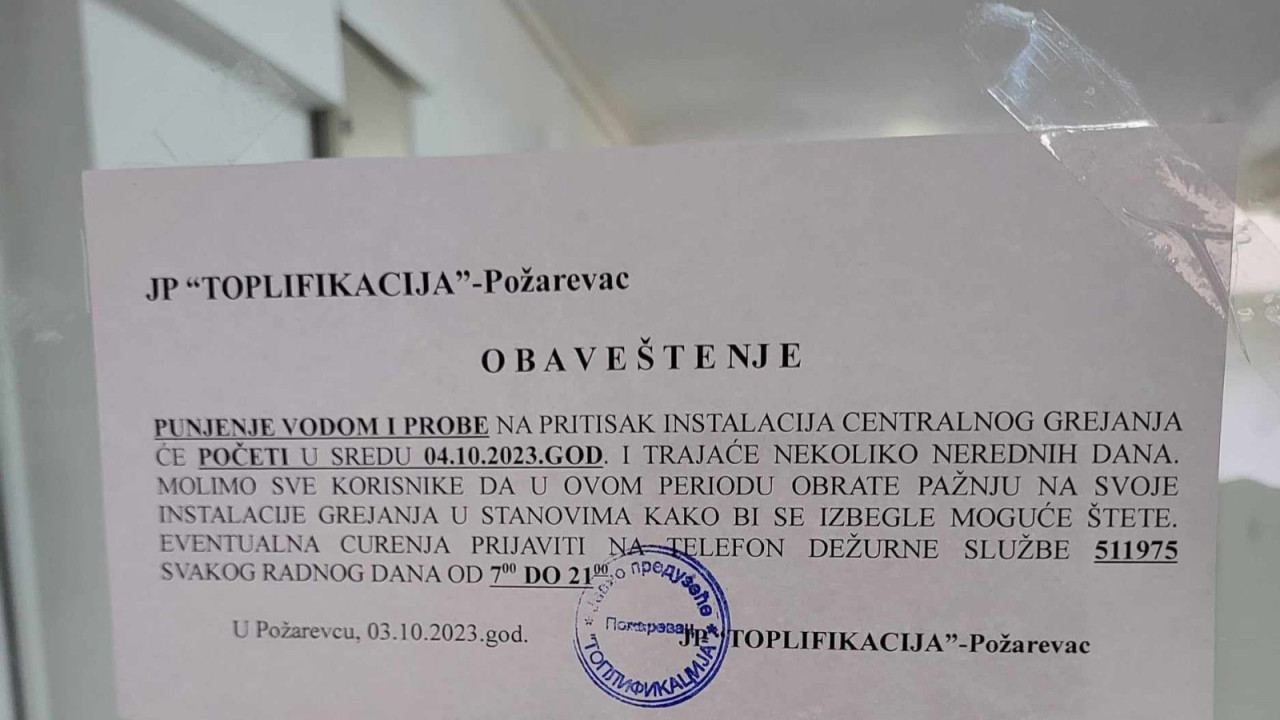 JP “TOPLIFIKACIJA”-Požarevac
O B A V E Š T E NJ E
PUNJENJE VODOM I PROBE NA PRITISAK INSTALACIJA CENTRALNOG GREJANJA
ĆE POČETI U SREDU 04.10.2023.GOD. I TRAJAĆE NEKOLIKO NEREDNIH DANA.
MOLIMO SVE KORISNIKE DA U OVOM PERIODU OBRATE PAŽNJU NA SVOJE
INSTALACIJE GREJANJA U STANOVIMA KAKO BI SE IZBEGLE MOGUĆE ŠTETE.
EVENTUALNA CURENJA PRIJAVITI NA TELEFON DEŽURNE SLUŽBE 511975
SVAKOG RADNOG DANA OD 7⁰⁰ DO 21⁰⁰
U Požarevcu, 03.10.2023.god.
JP “TOPLIFIKACIJA”-Požarevac
предузеће
Пожаревац